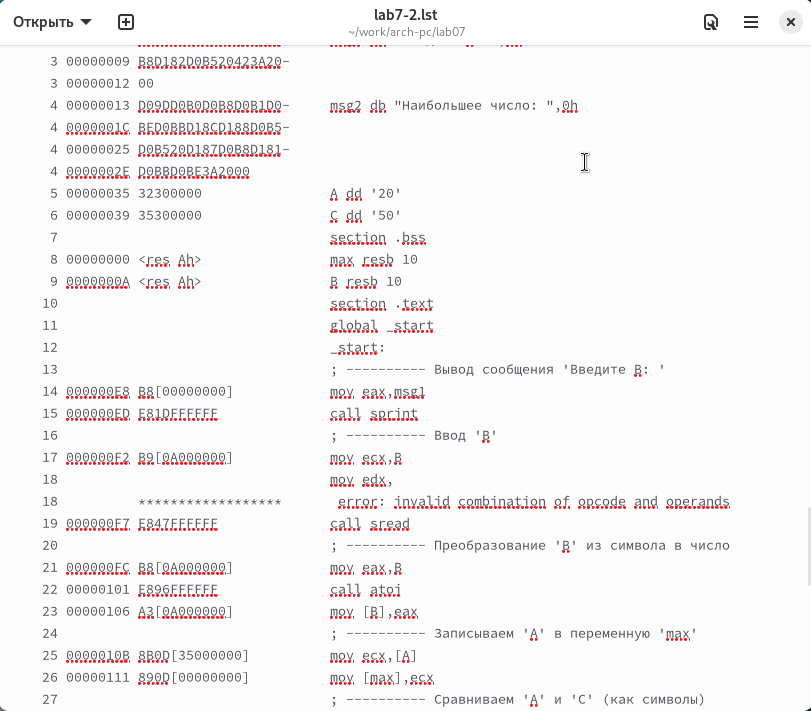 Открыть
lab7-2.lst
~/work/arch-pc/lab07
3 00000009 B8D182D0B520423A20-
3 00000012 00
4 00000013 D09DD0B0D0B8D0B1D0- msg2 db "Наибольшее число: ",0h
4 0000001C BED0BBD18CD188D0B5-
4 00000025 D0B520D187D0B8D181-
4 0000002E D0BBD0BE3A2000
5 00000035 32300000 A dd '20'
6 00000039 35300000 C dd '50'
7 section .bss
8 00000000 <res Ah> max resb 10
9 0000000A <res Ah> B resb 10
10 section .text
11 global _start
12 _start:
13 ; ---------- Вывод сообщения 'Введите B: '
14 000000E8 B8[00000000] mov eax,msg1
15 000000ED E81DFFFFFF call sprint
16 ; ---------- Ввод 'B'
17 000000F2 B9[0A000000] mov ecx,B
18 mov edx,
18 ****************** error: invalid combination of opcode and operands
19 000000F7 E847FFFFFF call sread
20 ; ---------- Преобразование 'B' из символа в число
21 000000FC B8[0A000000] mov eax,B
22 00000101 E896FFFFFF call atoi
23 00000106 A3[0A000000] mov [B],eax
24 ; ---------- Записываем 'A' в переменную 'max'
25 0000010B 8B0D[35000000] mov ecx,[A]
26 00000111 890D[00000000] mov [max],ecx
27 ; ---------- Сравниваем 'A' и 'C' (как символы)